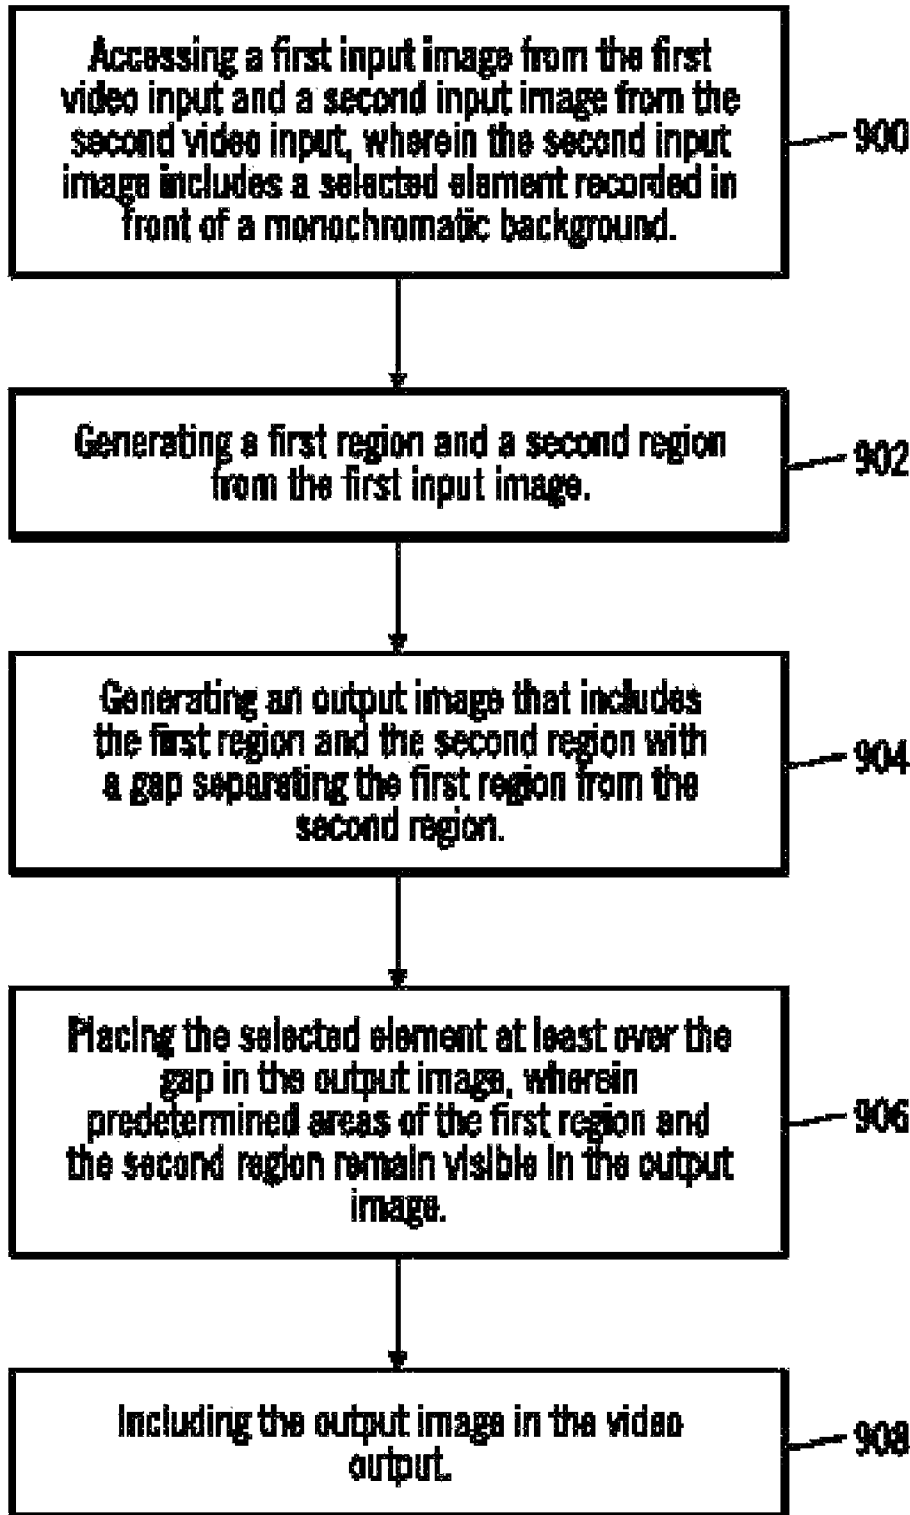 Accessing a first input image from the first
video input and a second input image from the
second video input, wherein the second input
image includes a selected element recorded in
front of a monochromatic background.
900
Generating a first region and a second region
from the first input image.
902
Generating an output image that includes
the first region and the second region with
a gap separating the first region from the
second region.
904
Placing the selected element at least over the
gap in the output image, wherein
predetermined areas of the first region and
the second region remain visible in the output
image.
906
Including the output image in the video
output.
908